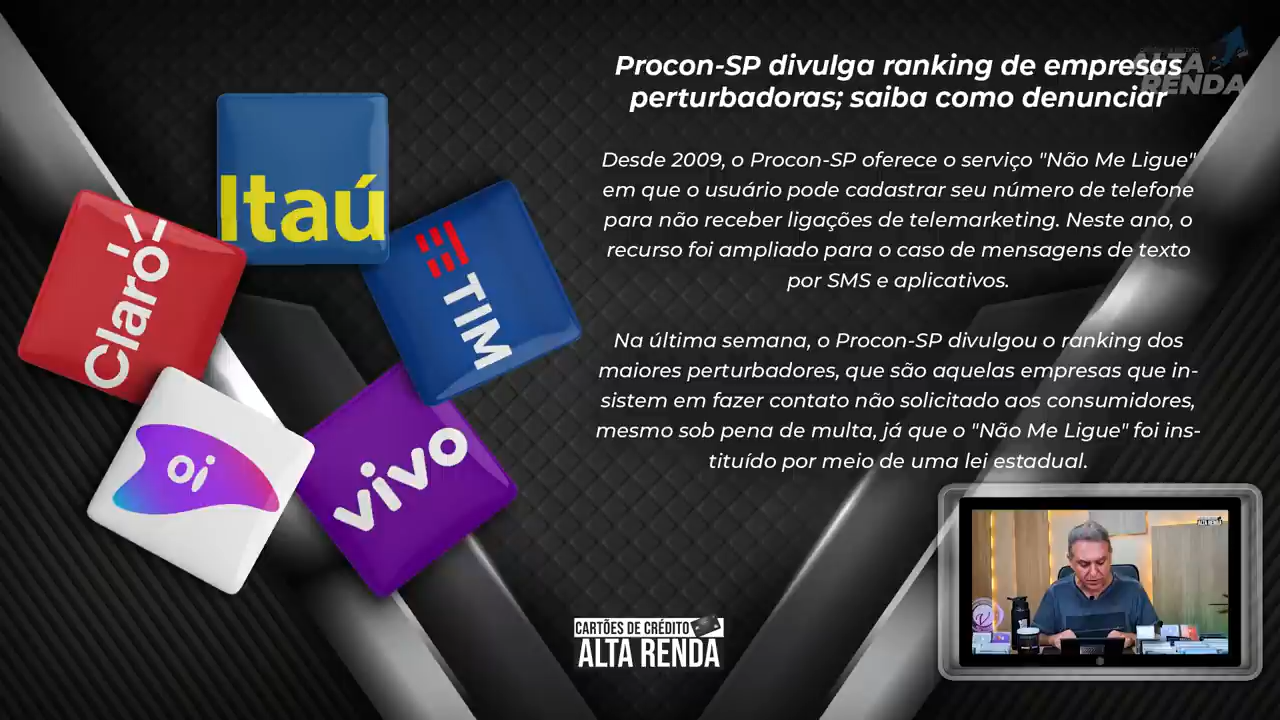 Procon-SP divulga ranking de empresas
perturbadoras; saiba como denunciar
ALTA
RENDA
Desde 2009, o Procon-SP oferece o serviço "Não Me Ligue"
em que o usuário pode cadastrar seu número de telefone
para não receber ligações de telemarketing. Neste ano, o
recurso foi ampliado para o caso de mensagens de texto
por SMS e aplicativos.
Na última semana, o Procon-SP divulgou o ranking dos
maiores perturbadores, que são aquelas empresas que in-
sistem em fazer contato não solicitado aos consumidores,
mesmo sob pena de multa, já que o "Não Me Ligue" foi ins-
tituído por meio de uma lei estadual.
Itaú
Claro
TIM
oi
vivo
CARTÕES DE CRÉDITO
ALTA RENDA
ALTA RENDA